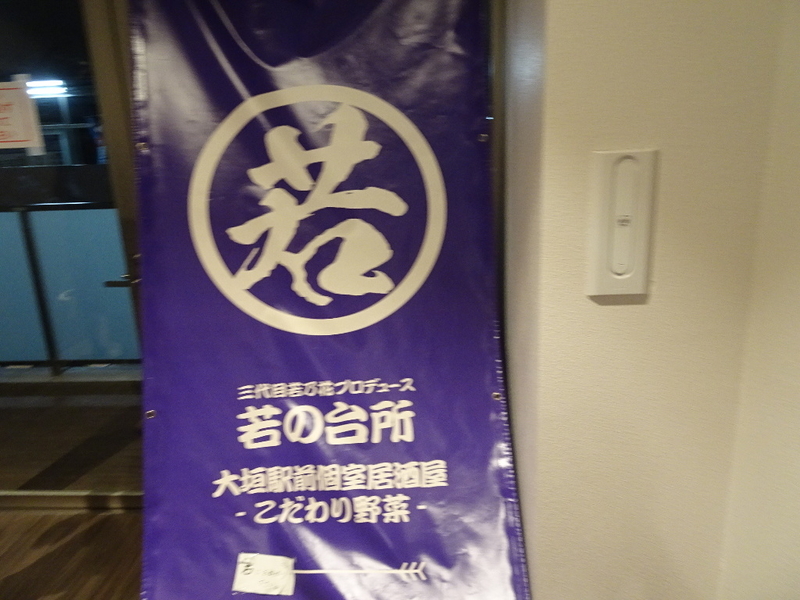 若
三代目若乃花プロデュース
若の台所
大垣駅前個室居酒屋
- こだわり野菜 -